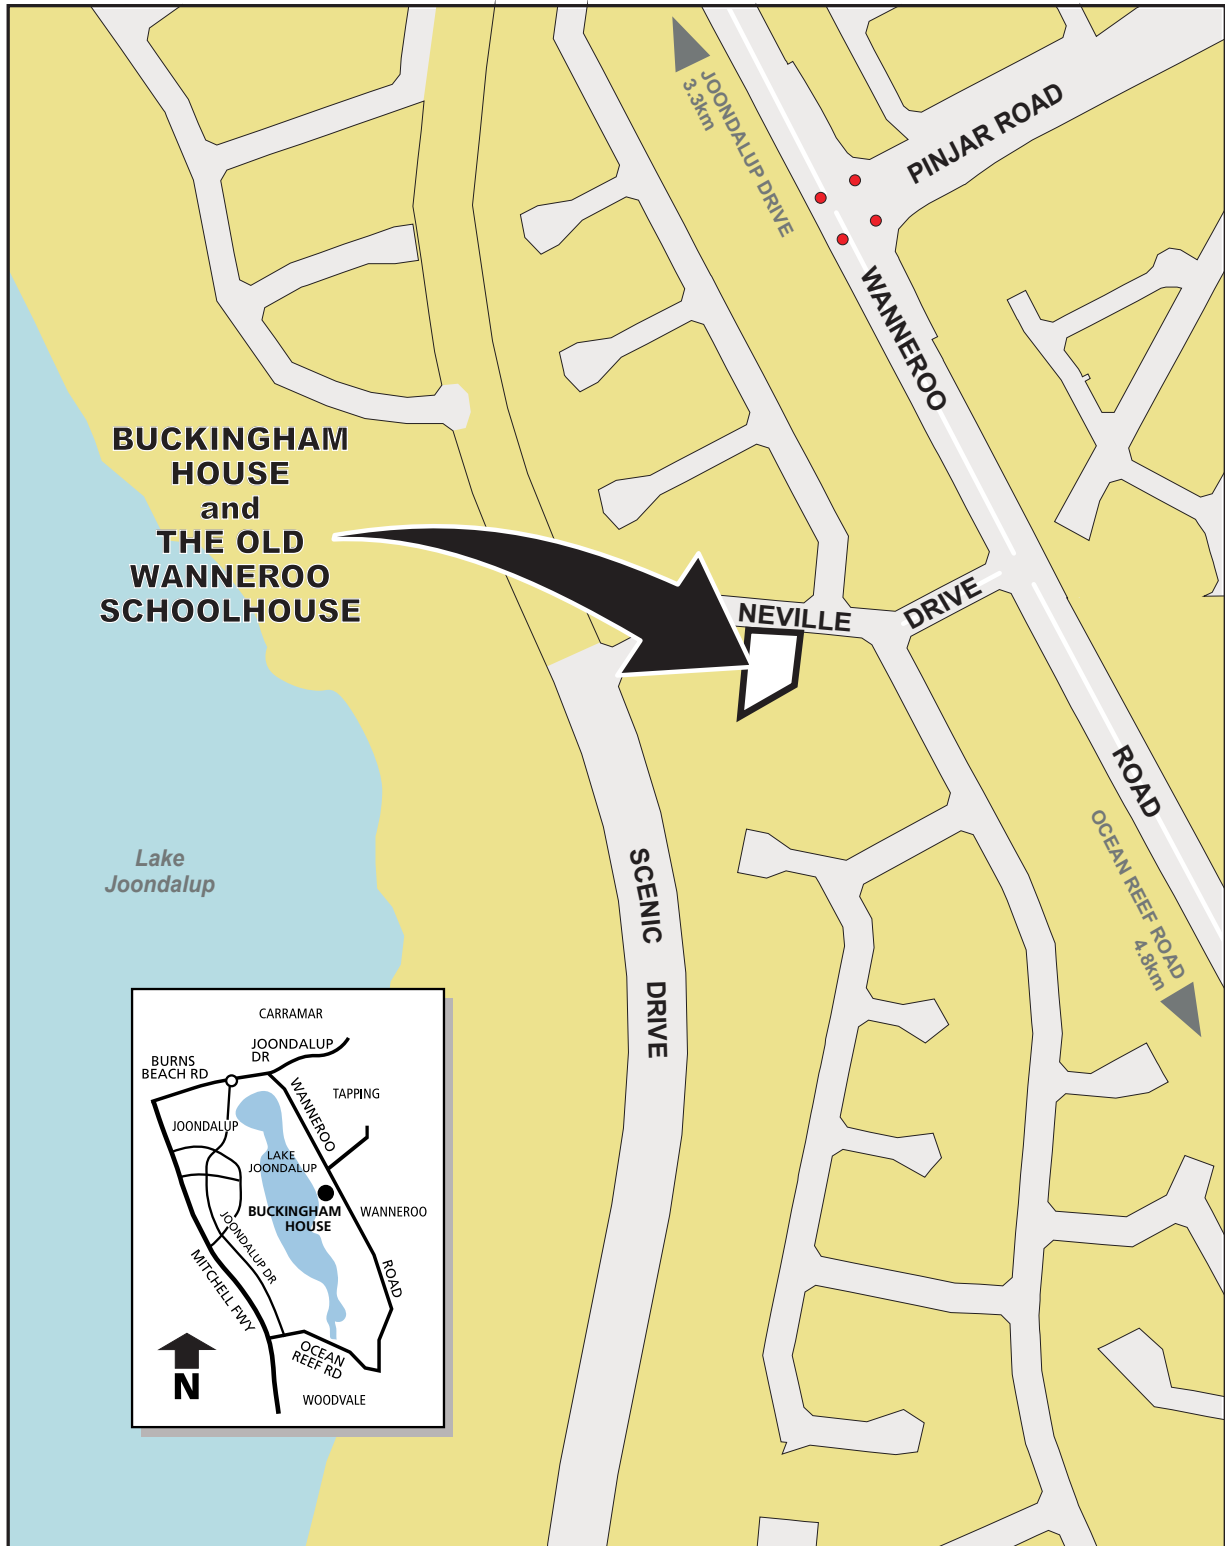 JOONDALUP DRIVE
3.3km
PINJAR ROAD
WANNEROO
BUCKINGHAM
HOUSE
and
THE OLD
WANNEROO
SCHOOLHOUSE
NEVILLE
DRIVE
ROAD
OCEAN REEF ROAD
4.8km
Lake
Joondalup
SCENIC DRIVE
CARRAMAR
JOONDALUP
DR
BURNS
BEACH RD
WANNEROO
TAPPING
JOONDALUP
LAKE
JOONDALUP
BUCKINGHAM
HOUSE
WANNEROO
JOONDALUP DR
MITCHELL FWY
ROAD
OCEAN
REEF RD
N
WOODVALE